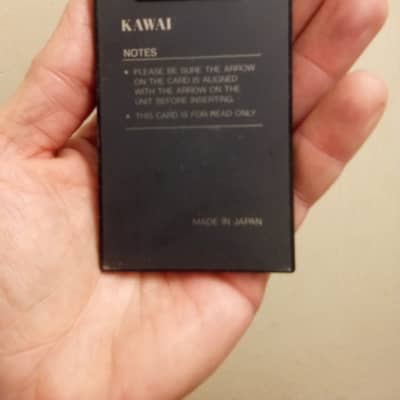 KAWAI
NOTES
• PLEASE BE SURE THE ARROW
ON THE CARD IS ALIGNED
WITH THE ARROW ON THE
UNIT BEFORE INSERTING.
• THIS CARD IS FOR READ ONLY
MADE IN JAPAN